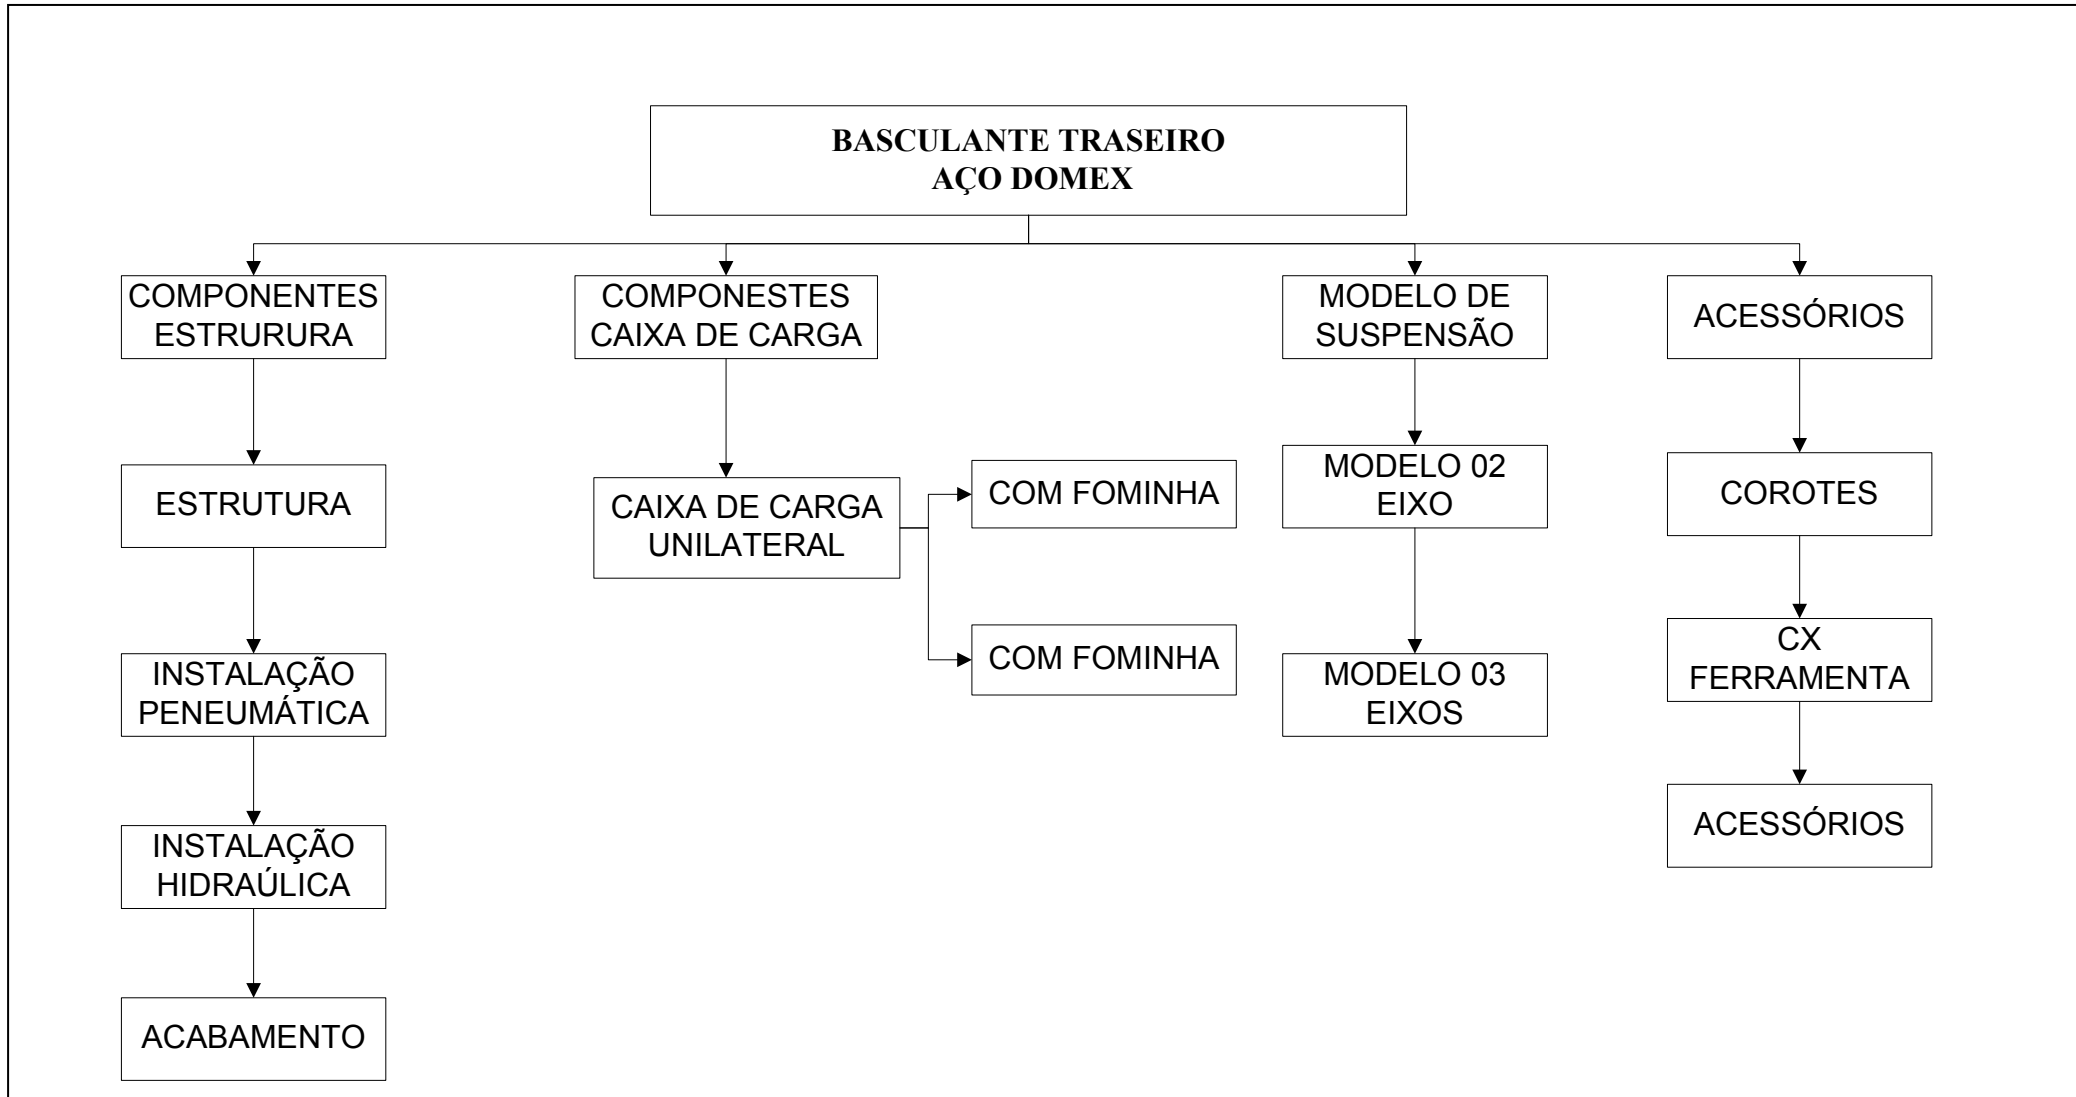 BASCULANTE TRASEIRO
AÇO DOMEX
COMPONENTES
ESTRURURA
COMPONESTES
CAIXA DE CARGA
MODELO DE
SUSPENSÃO
ACESSÓRIOS
ESTRUTURA
CAIXA DE CARGA
UNILATERAL
COM FOMINHA
COM FOMINHA
MODELO 02
EIXO
COROTES
INSTALAÇÃO
PENEUMÁTICA
MODELO 03
EIXOS
CX
FERRAMENTA
INSTALAÇÃO
HIDRAÚLICA
ACESSÓRIOS
ACABAMENTO